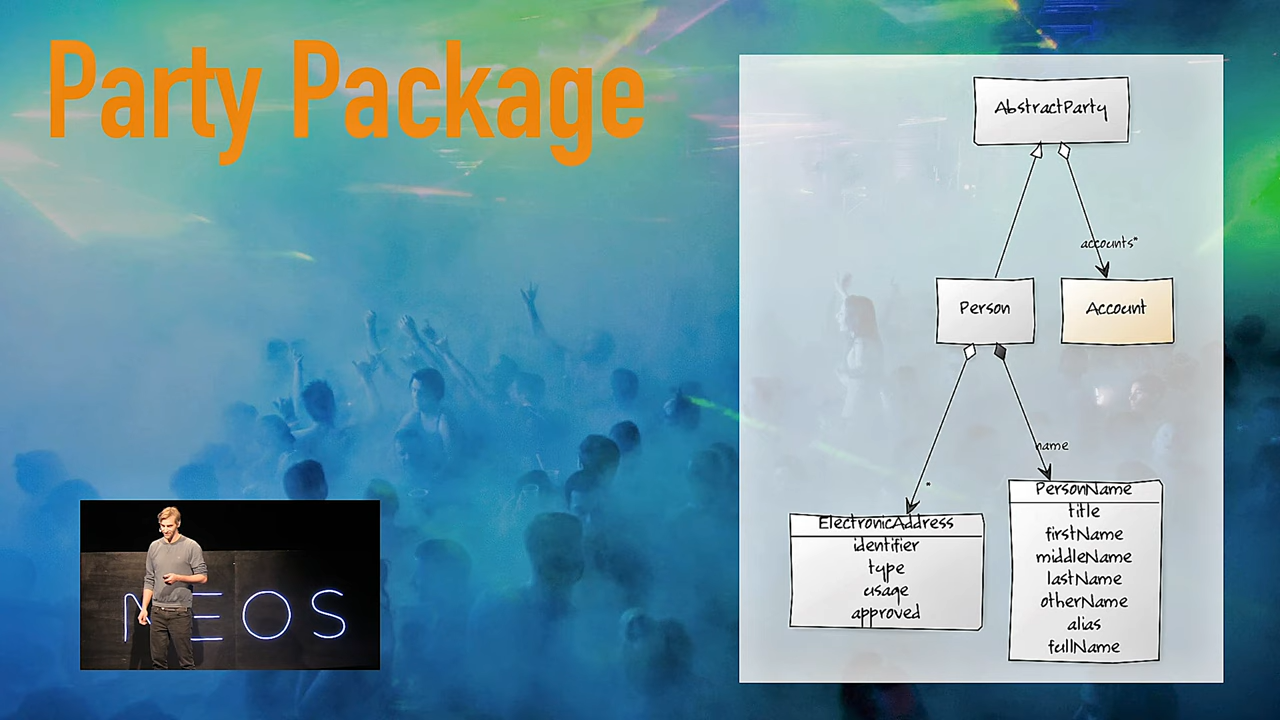 Party Package
AbstractParty
accounts*
Person
Account
name
*
PersonName
title
firstName
middleName
lastName
otherName
alias
fullName
ElectronicAddress
identifier
type
usage
approved
NEOS